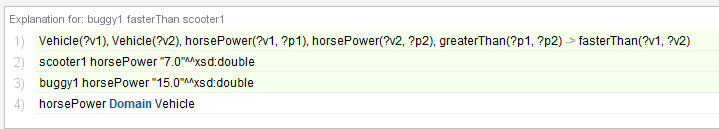 Explanation for: buggy1 fasterThan scooter1
1) Vehicle(?v1), Vehicle(?v2), horsePower(?v1, ?p1), horsePower(?v2, ?p2), greaterThan(?p1, ?p2) -> fasterThan(?v1, ?v2)
2) scooter1 horsePower "7.0"^^xsd:double
3) buggy1 horsePower "15.0"^^xsd:double
4) horsePower Domain Vehicle